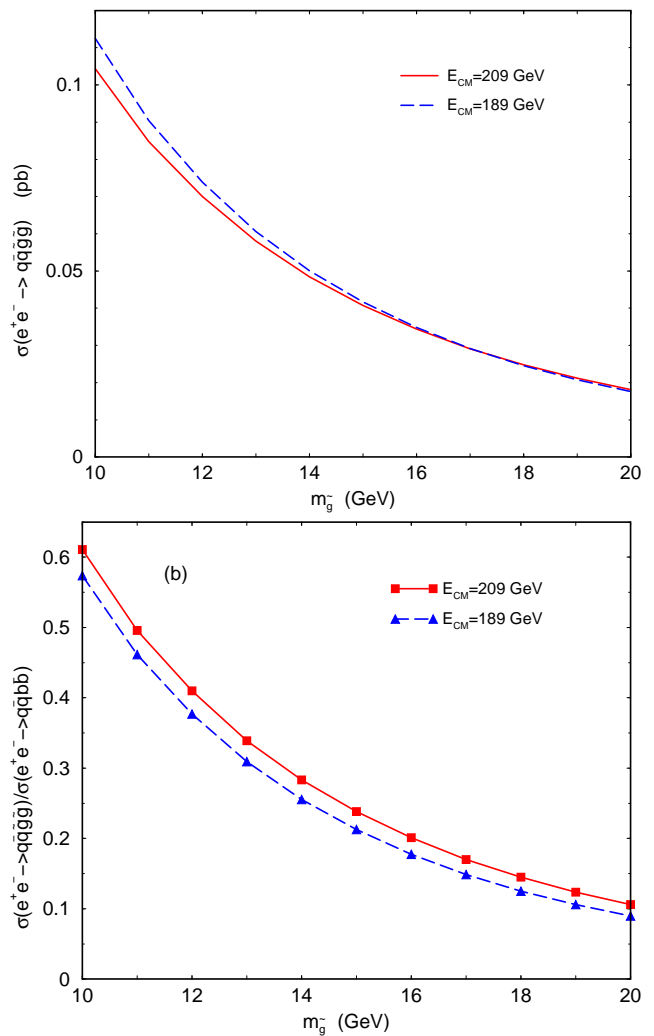 0.1
0.05
0
σ(e⁺e⁻ −> qq̄g̃g̃) (pb)
E_CM=209 GeV
E_CM=189 GeV
10 12 14 16 18 20
m_g̃ (GeV)
(b)
E_CM=209 GeV
E_CM=189 GeV
0.6
0.5
0.4
0.3
0.2
0.1
0
σ(e⁺e⁻−>qq̄g̃g̃)/σ(e⁺e⁻−>qq̄bb̄)
10 12 14 16 18 20
m_g̃ (GeV)